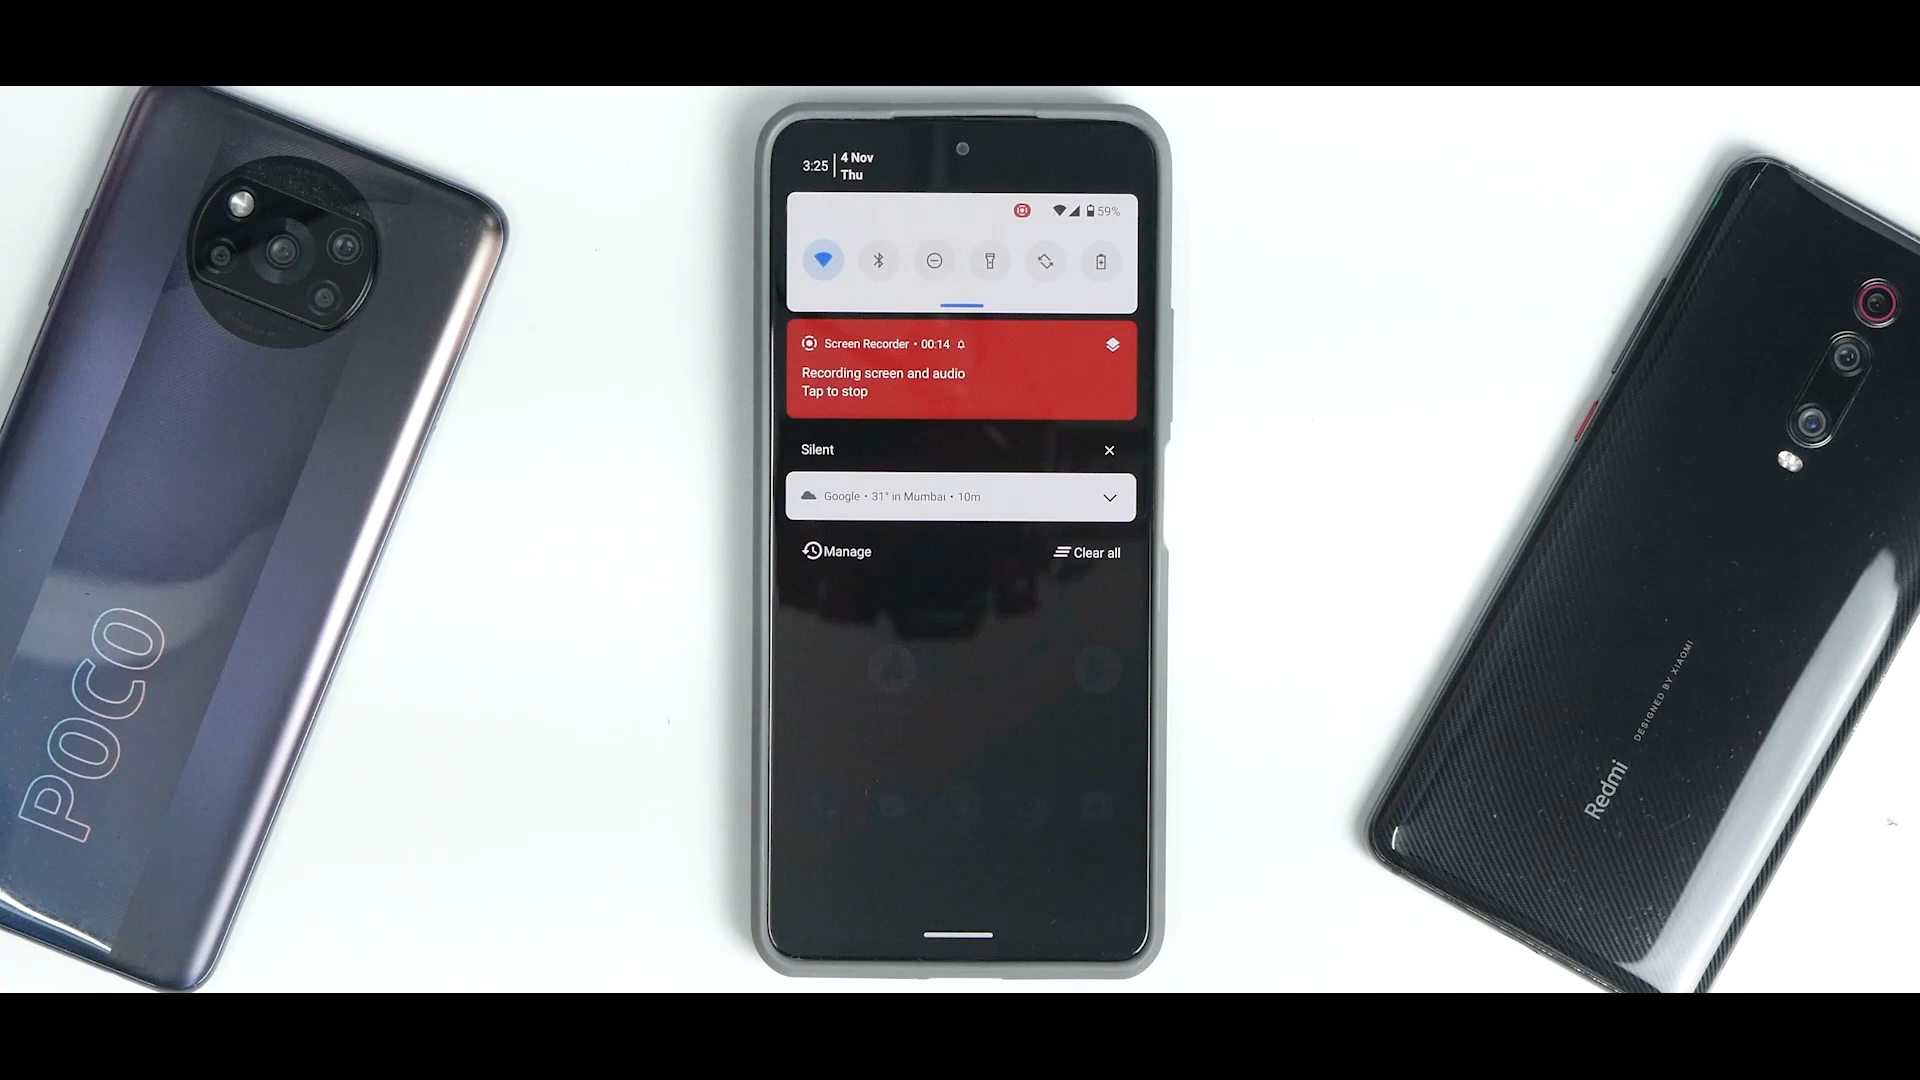 3:25
4 Nov
Thu
59%
Screen Recorder • 00:14
Recording screen and audio
Tap to stop
Silent
Google • 31° in Mumbai • 10m
Manage
Clear all
POCO
Redmi
DESIGNED BY XIAOMI